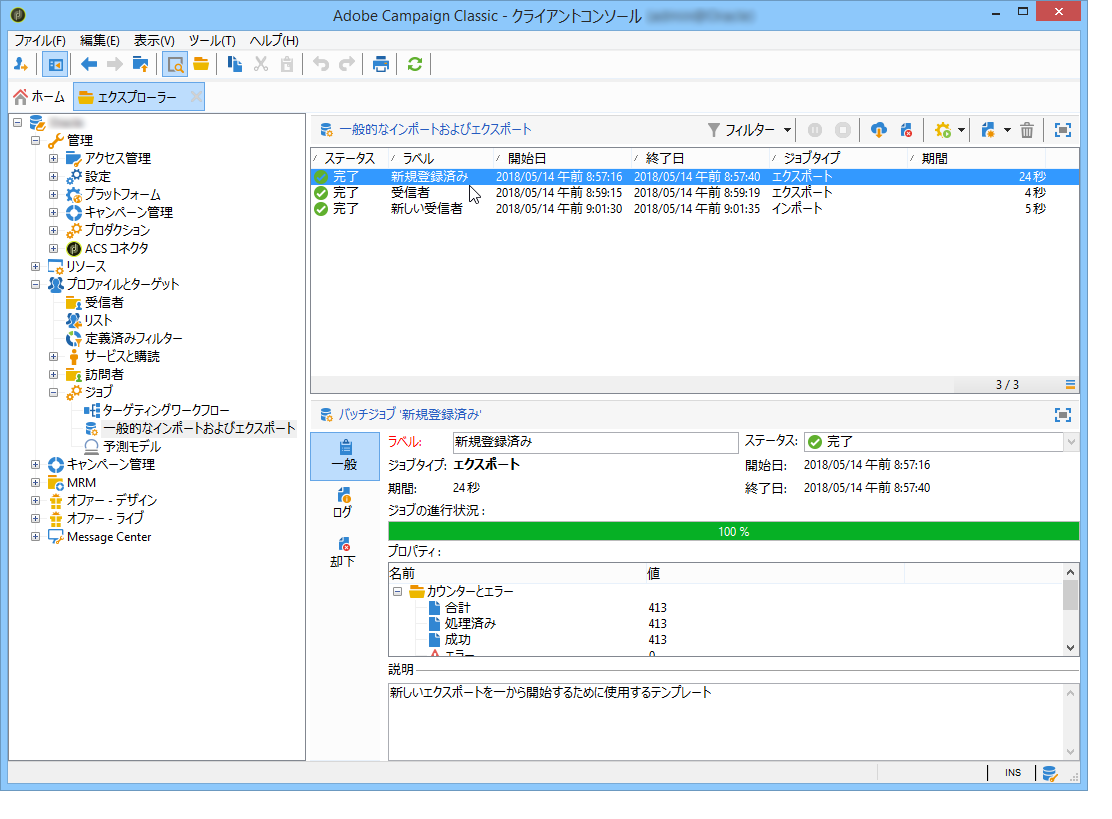 Adobe Campaign Classic - クライアントコンソール
ファイル(F) 編集(E) 表示(V) ツール(T) ヘルプ(H)
ホーム エクスプローラー
管理
アクセス管理
設定
プラットフォーム
キャンペーン管理
プロダクション
ACS コネクタ
リソース
プロファイルとターゲット
受信者
リスト
定義済みフィルター
サービスと購読
訪問者
ジョブ
ターゲティングワークフロー
一般的なインポートおよびエクスポート
予測モデル
キャンペーン管理
MRM
オファー - デザイン
オファー - ライブ
Message Center
一般的なインポートおよびエクスポート フィルター
ステータス ラベル 開始日 終了日 ジョブタイプ 期間
完了 新規登録済み 2018/05/14 午前 8:57:16 2018/05/14 午前 8:57:40 エクスポート 24 秒
完了 受信者 2018/05/14 午前 8:59:15 2018/05/14 午前 8:59:19 エクスポート 4 秒
完了 新しい受信者 2018/05/14 午前 9:01:30 2018/05/14 午前 9:01:35 インポート 5 秒
3 / 3
バッチジョブ '新規登録済み'
一般
ログ
却下
ラベル: 新規登録済み ステータス: 完了
ジョブタイプ: エクスポート 開始日: 2018/05/14 午前 8:57:16
期間: 24 秒 終了日: 2018/05/14 午前 8:57:40
ジョブの進行状況 :
100 %
プロパティ :
名前 値
カウンターとエラー
合計 413
処理済み 413
成功 413
エラー 0
説明
新しいエクスポートを一から開始するために使用するテンプレート
INS